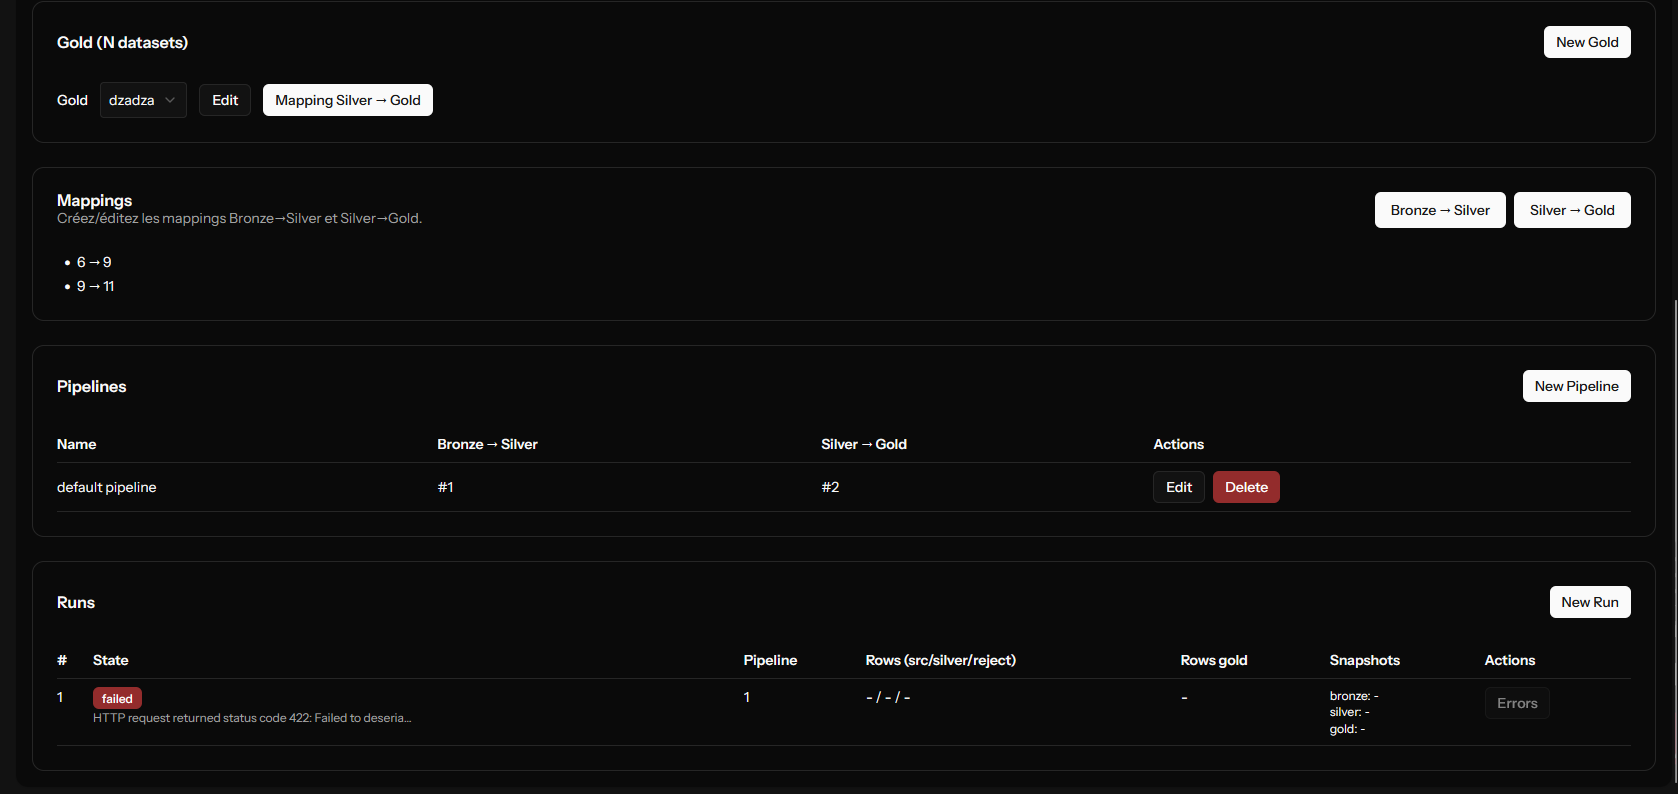 Gold (N datasets)
New Gold
Gold dzadza Edit Mapping Silver → Gold
Mappings
Créez/éditez les mappings Bronze→Silver et Silver→Gold.
Bronze → Silver Silver → Gold
• 6 → 9
• 9 → 11
Pipelines
New Pipeline
Name Bronze → Silver Silver → Gold Actions
default pipeline #1 #2 Edit Delete
Runs
New Run
# State Pipeline Rows (src/silver/reject) Rows gold Snapshots Actions
1 failed 1 - / - / - - bronze: - Errors
HTTP request returned status code 422: Failed to deseria...
silver: -
gold: -